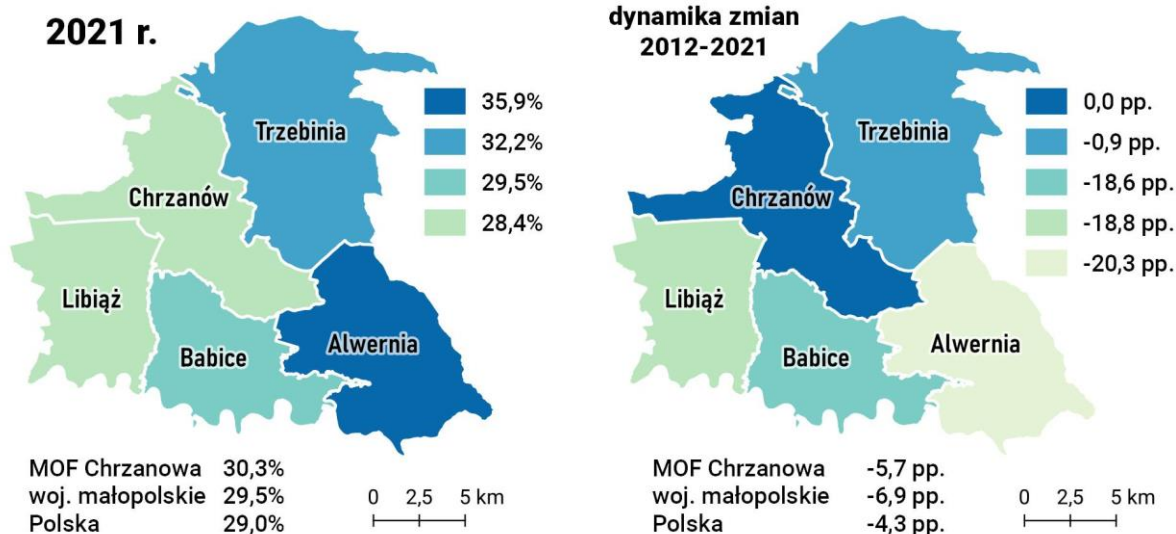 2021 r.
35,9%
32,2%
29,5%
28,4%
Trzebinia
Chrzanów
Libiąż
Babice
Alwernia
MOF Chrzanowa 30,3%
woj. małopolskie 29,5%
Polska 29,0%
0 2,5 5 km
dynamika zmian
2012-2021
0,0 pp.
-0,9 pp.
-18,6 pp.
-18,8 pp.
-20,3 pp.
Trzebinia
Chrzanów
Libiąż
Babice
Alwernia
MOF Chrzanowa -5,7 pp.
woj. małopolskie -6,9 pp.
Polska -4,3 pp.
0 2,5 5 km